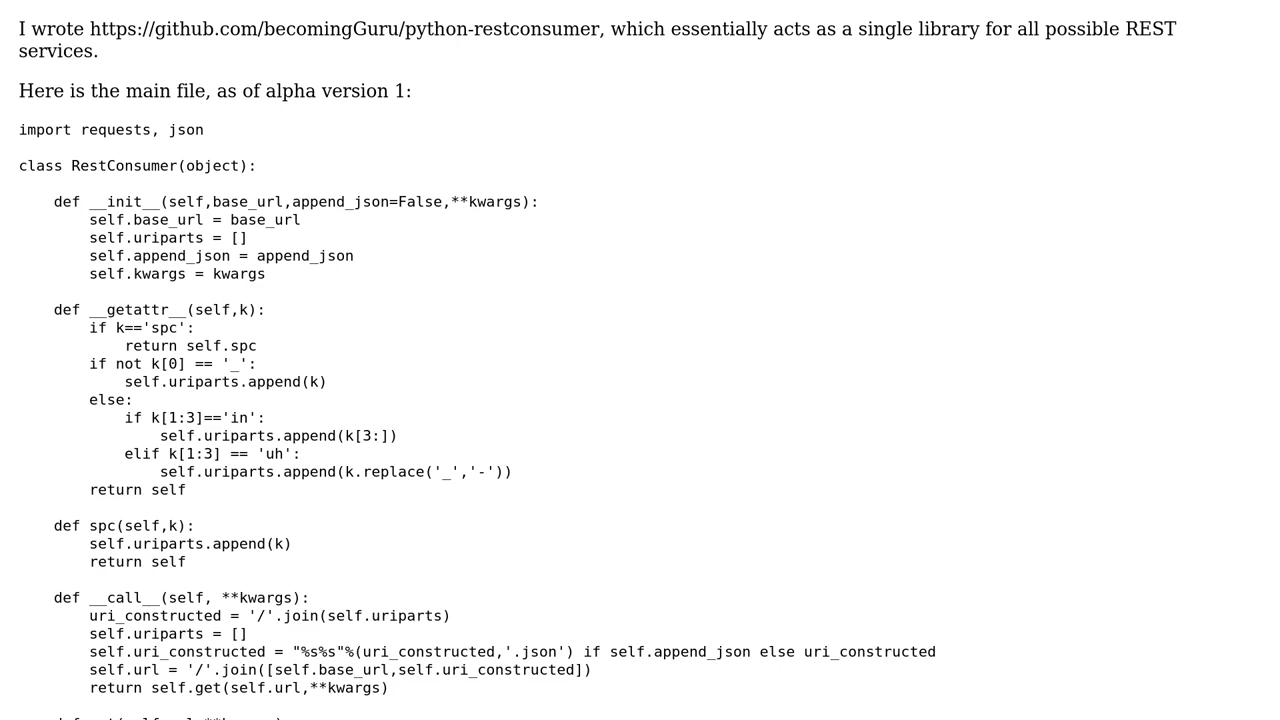 I wrote https://github.com/becomingGuru/python-restconsumer, which essentially acts as a single library for all possible REST
services.
Here is the main file, as of alpha version 1:
import requests, json
class RestConsumer(object):
    def __init__(self,base_url,append_json=False,**kwargs):
        self.base_url = base_url
        self.uriparts = []
        self.append_json = append_json
        self.kwargs = kwargs
    def __getattr__(self,k):
        if k=='spc':
            return self.spc
        if not k[0] == '_':
            self.uriparts.append(k)
        else:
            if k[1:3]=='in':
                self.uriparts.append(k[3:])
            elif k[1:3] == 'uh':
                self.uriparts.append(k.replace('_','-'))
        return self
    def spc(self,k):
        self.uriparts.append(k)
        return self
    def __call__(self, **kwargs):
        uri_constructed = '/'.join(self.uriparts)
        self.uriparts = []
        self.uri_constructed = "%s%s"%(uri_constructed,'.json') if self.append_json else uri_constructed
        self.url = '/'.join([self.base_url,self.uri_constructed])
        return self.get(self.url,**kwargs)